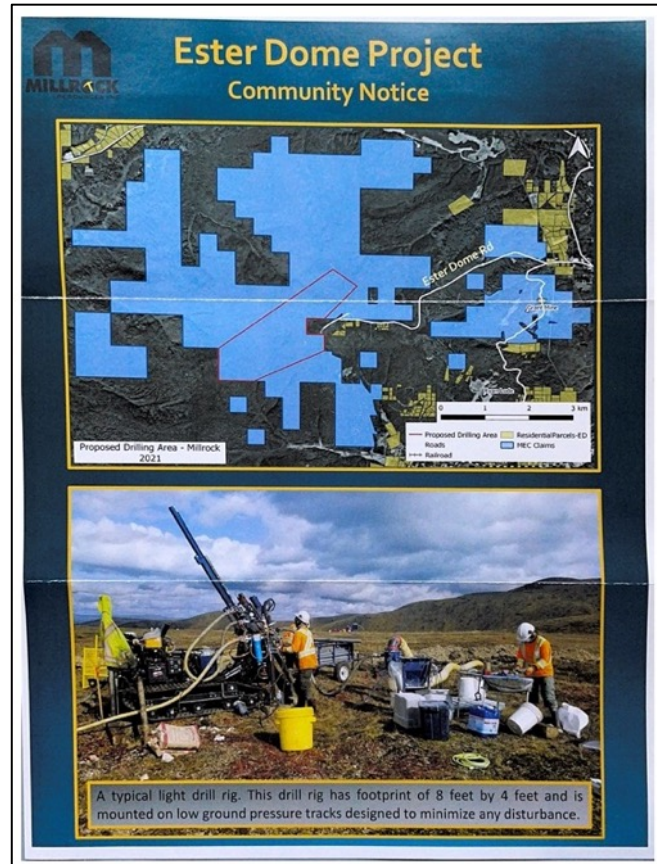 MILLROCK
Ester Dome Project
Community Notice
Ester Dome Rd
0 1 2 3 km
Proposed Drilling Area
Roads
Railroad
ResidentialParcels-ED
MEC Claims
Proposed Drilling Area - Millrock
2021
A typical light drill rig. This drill rig has footprint of 8 feet by 4 feet and is
mounted on low ground pressure tracks designed to minimize any disturbance.